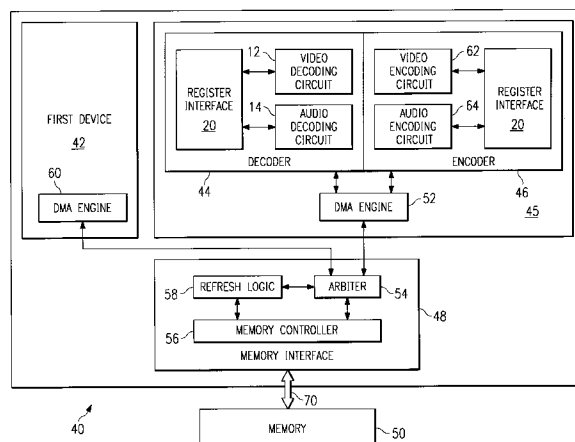 FIRST DEVICE
42
60
DMA ENGINE
REGISTER
INTERFACE
20
12
VIDEO
DECODING
CIRCUIT
14
AUDIO
DECODING
CIRCUIT
DECODER
44
62
VIDEO
ENCODING
CIRCUIT
64
AUDIO
ENCODING
CIRCUIT
REGISTER
INTERFACE
20
ENCODER
46
DMA ENGINE
52
45
58
REFRESH LOGIC
ARBITER
54
48
56
MEMORY CONTROLLER
MEMORY INTERFACE
70
40
MEMORY
50